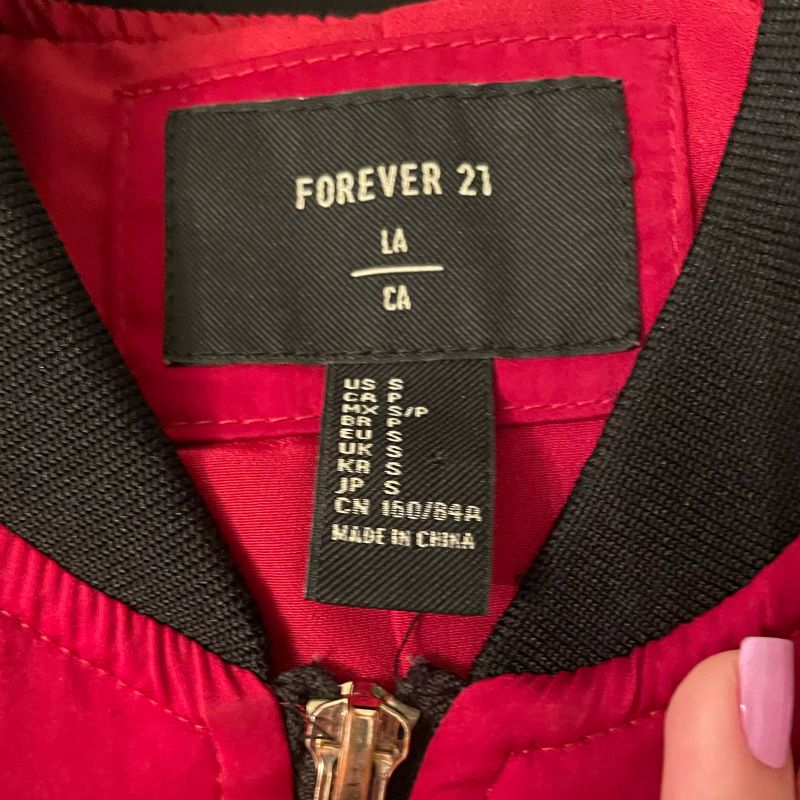 FOREVER 21
LA
CA
US S
CA P
MX S/P
BR P
EU S
UK S
KR S
JP S
CN 160/84A
MADE IN CHINA